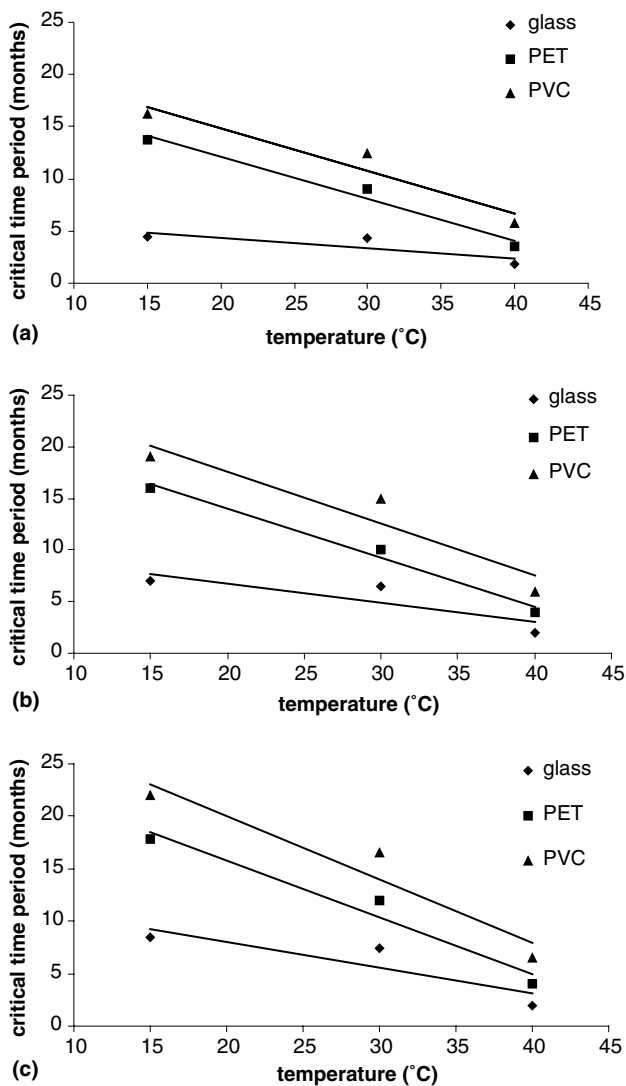 glass
PET
PVC
critical time period (months)
25
20
15
10
5
0
10 15 20 25 30 35 40 45
(a)
temperature (˚C)
glass
PET
PVC
critical time period (months)
25
20
15
10
5
0
10 15 20 25 30 35 40 45
(b)
temperature (˚C)
glass
PET
PVC
critical time period (months)
25
20
15
10
5
0
10 15 20 25 30 35 40 45
(c)
temperature (˚C)